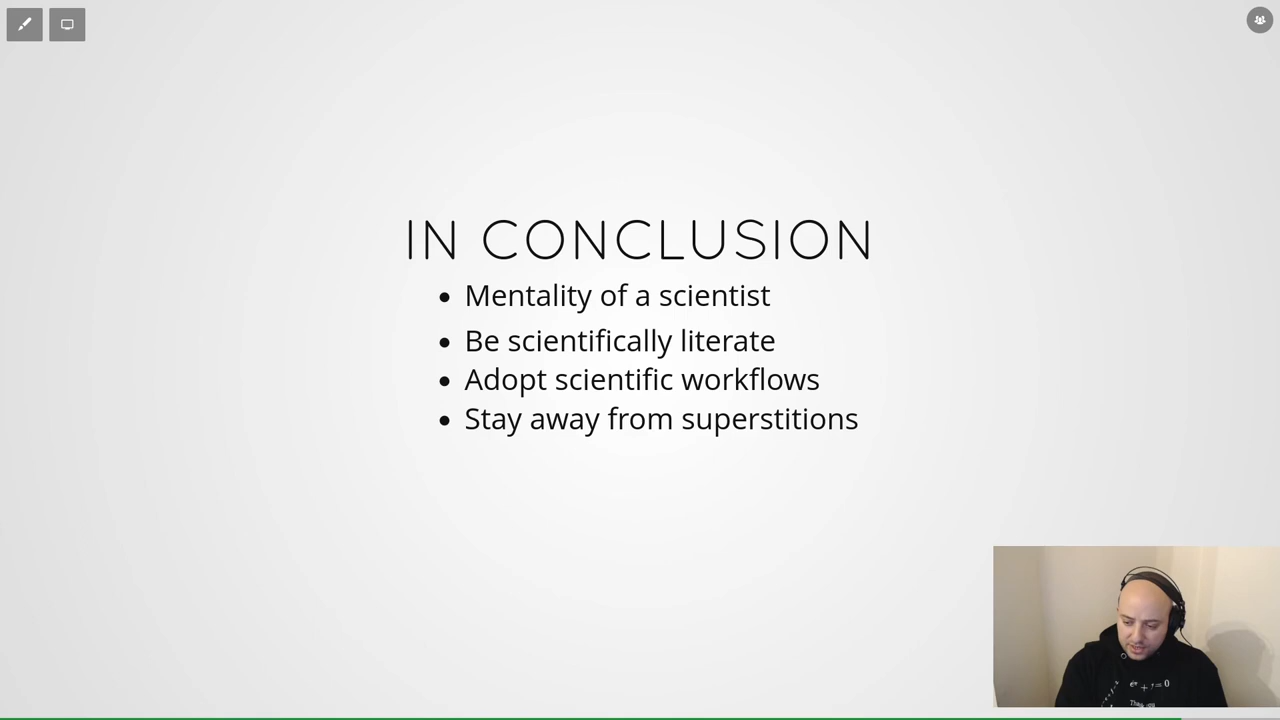 IN CONCLUSION
Mentality of a scientist
Be scientifically literate
Adopt scientific workflows
Stay away from superstitions